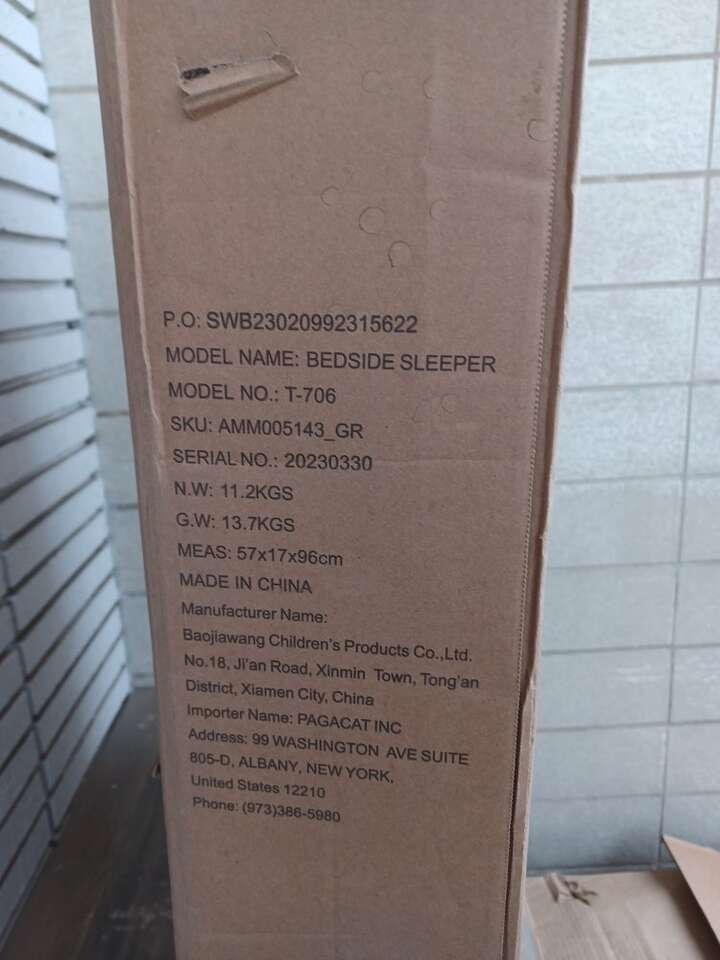 P.O: SWB23020992315622
MODEL NAME: BEDSIDE SLEEPER
MODEL NO.: T-706
SKU: AMM005143_GR
SERIAL NO.: 20230330
N.W: 11.2KGS
G.W: 13.7KGS
MEAS: 57x17x96cm
MADE IN CHINA
Manufacturer Name:
Baojiawang Children's Products Co.,Ltd.
No.18, Ji'an Road, Xinmin Town, Tong'an
District, Xiamen City, China
Importer Name: PAGACAT INC
Address: 99 WASHINGTON AVE SUITE
805-D, ALBANY, NEW YORK,
United States 12210
Phone: (973)386-5980